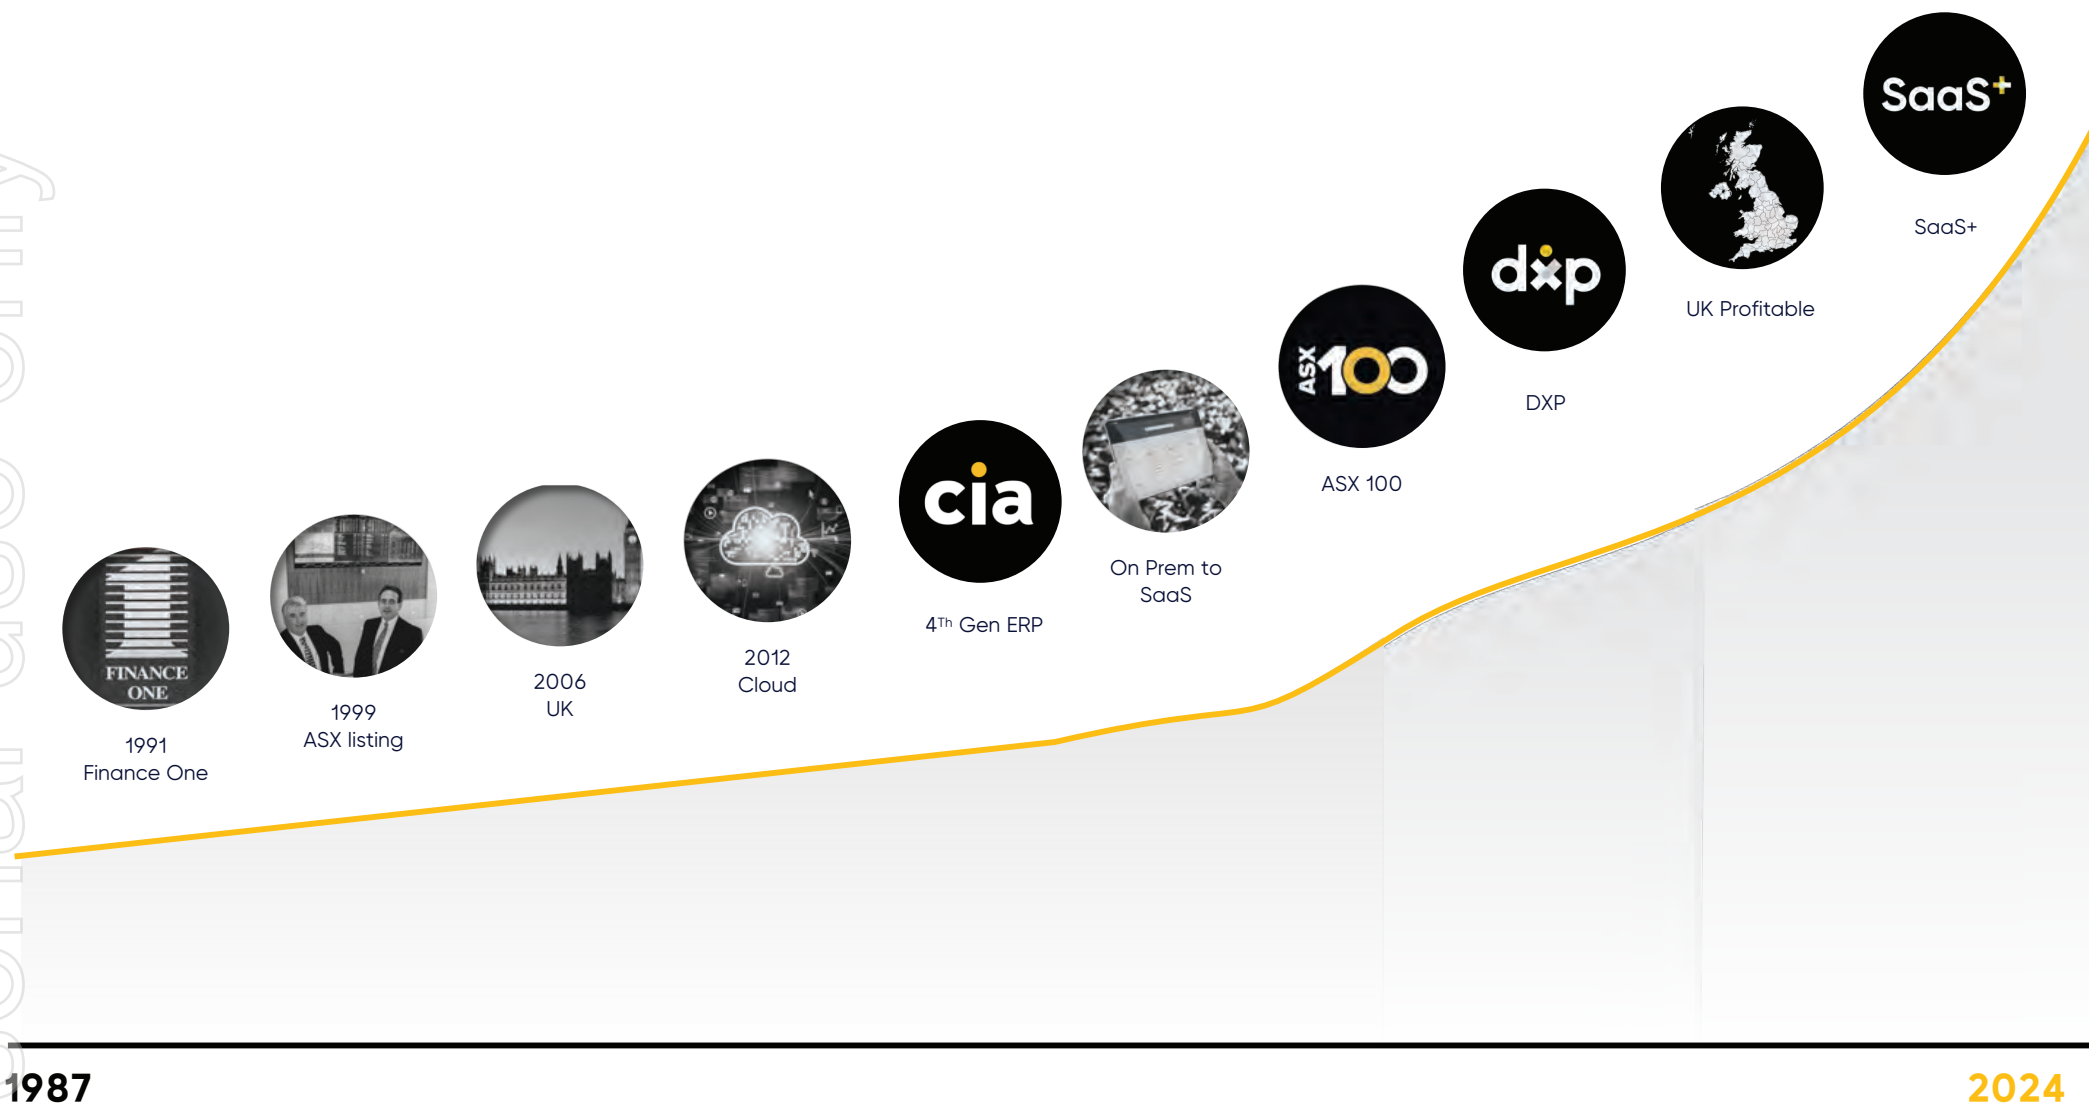 SaaS+
SaaS+
UK Profitable
dxp
DXP
ASX
100
ASX 100
On Prem to
SaaS
cia
4Th Gen ERP
2012
Cloud
2006
UK
1999
ASX listing
FINANCE
ONE
1991
Finance One
1987
2024